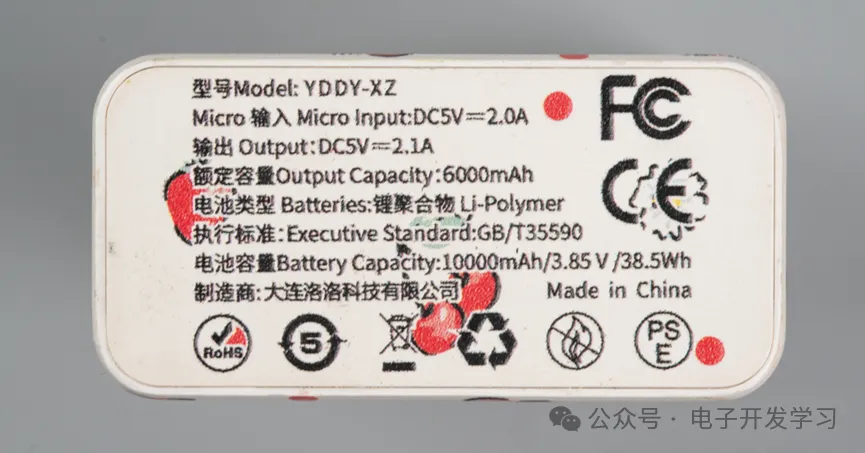 型号Model: YDDY-XZ
Micro 输入 Micro Input:DC5V⎓2.0A
输出 Output:DC5V⎓2.1A
额定容量Output Capacity:6000mAh
电池类型 Batteries:锂聚合物 Li-Polymer
执行标准:Executive Standard:GB/T35590
电池容量Battery Capacity:10000mAh/3.85 V /38.5Wh
制造商:大连洛洛科技有限公司 Made in China
FC
CE
RoHS
5
PS
E
公众号 · 电子开发学习